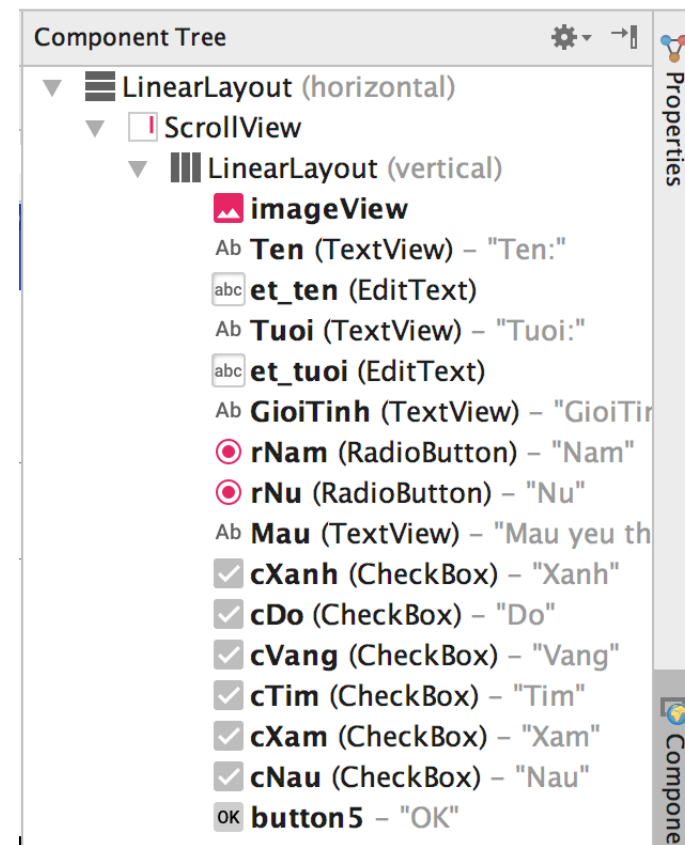 Component Tree
LinearLayout (horizontal)
ScrollView
LinearLayout (vertical)
imageView
Ab Ten (TextView) – "Ten:"
abc et_ten (EditText)
Ab Tuoi (TextView) – "Tuoi:"
abc et_tuoi (EditText)
Ab GioiTinh (TextView) – "GioiTir
rNam (RadioButton) – "Nam"
rNu (RadioButton) – "Nu"
Ab Mau (TextView) – "Mau yeu th
cXanh (CheckBox) – "Xanh"
cDo (CheckBox) – "Do"
cVang (CheckBox) – "Vang"
cTim (CheckBox) – "Tim"
cXam (CheckBox) – "Xam"
cNau (CheckBox) – "Nau"
OK button5 – "OK"
Properties
Compone